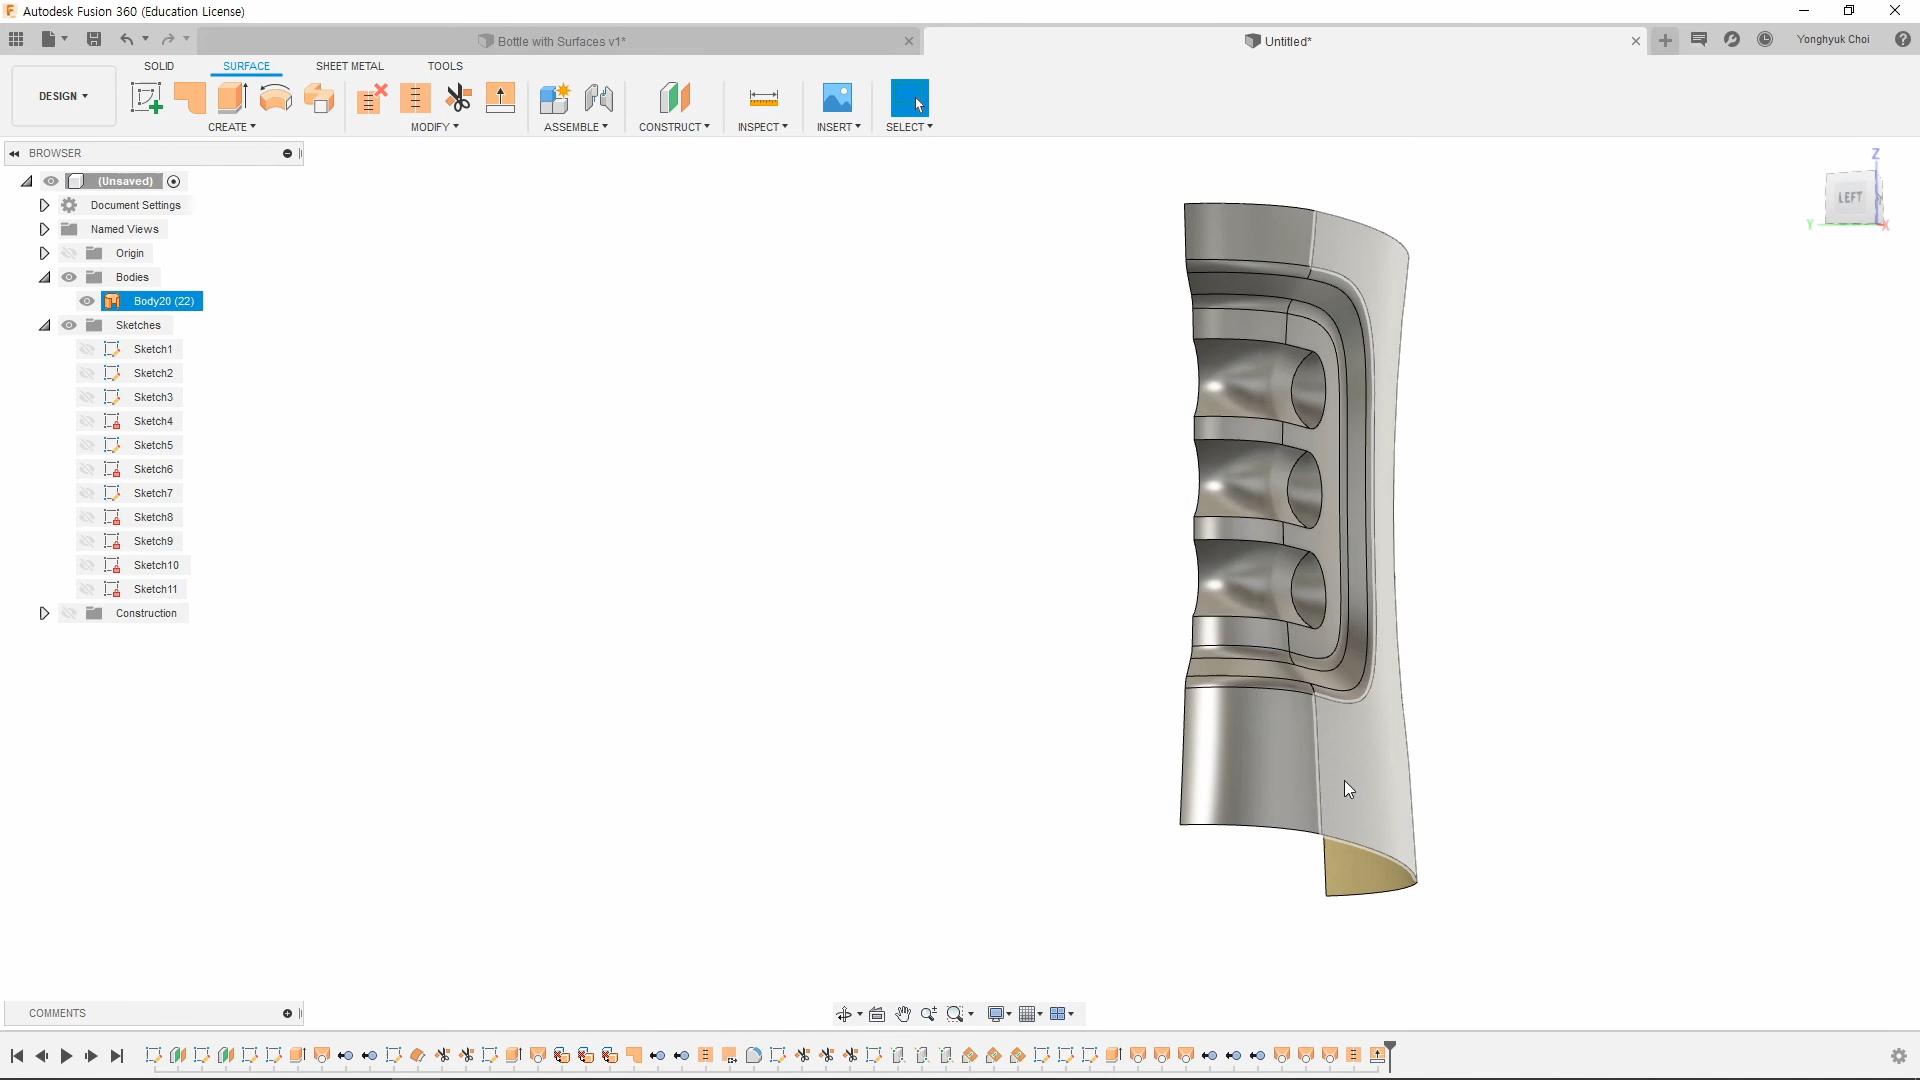 Autodesk Fusion 360 (Education License)
Bottle with Surfaces v1*
Untitled*
Yonghyuk Choi
SOLID
SURFACE
SHEET METAL
TOOLS
DESIGN
CREATE
MODIFY
ASSEMBLE
CONSTRUCT
INSPECT
INSERT
SELECT
BROWSER
(Unsaved)
Document Settings
Named Views
Origin
Bodies
Body20 (22)
Sketches
Sketch1
Sketch2
Sketch3
Sketch4
Sketch5
Sketch6
Sketch7
Sketch8
Sketch9
Sketch10
Sketch11
Construction
Z
LEFT
Y
X
COMMENTS